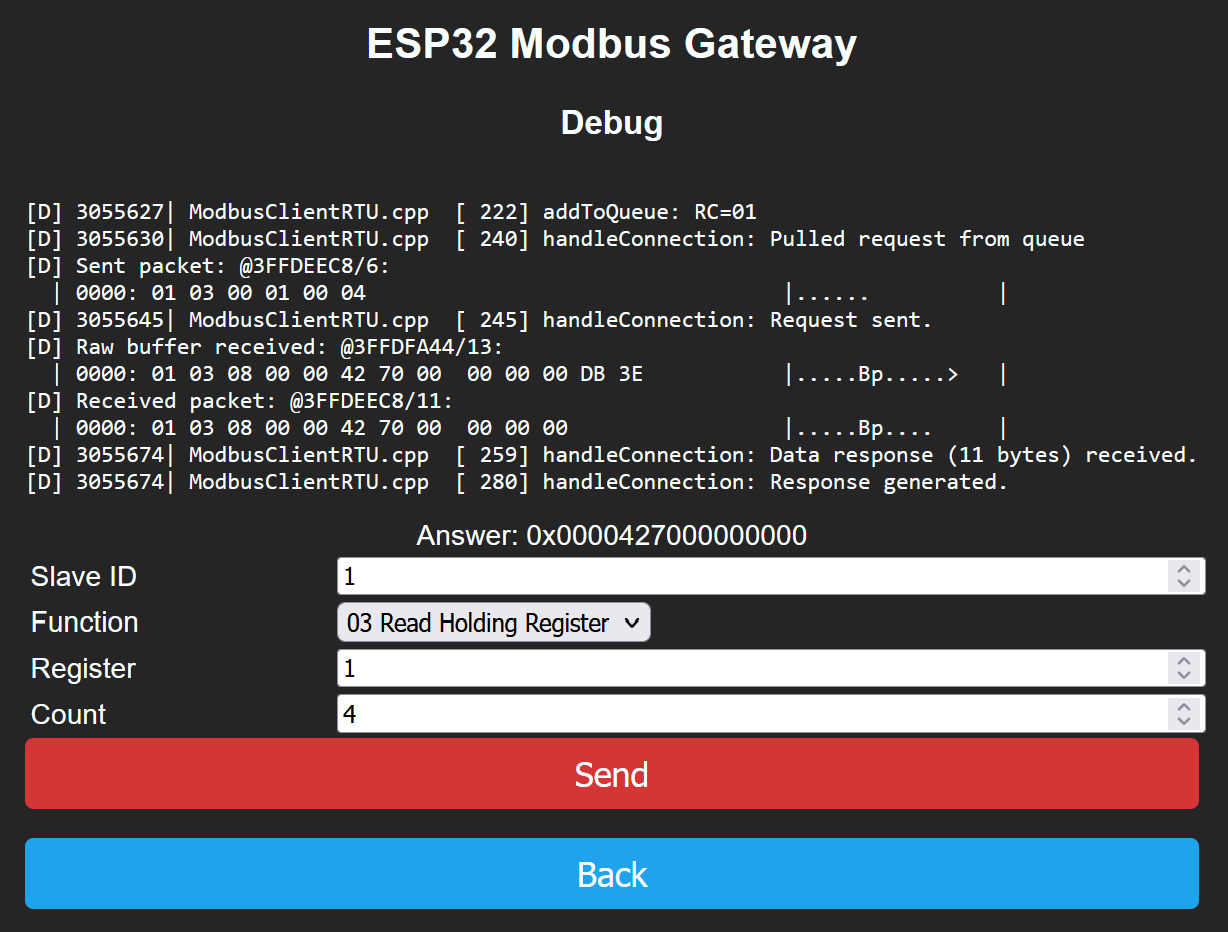 ESP32 Modbus Gateway
Debug
[D] 3055627| ModbusClientRTU.cpp  [ 222] addToQueue: RC=01
[D] 3055630| ModbusClientRTU.cpp  [ 240] handleConnection: Pulled request from queue
[D] Sent packet: @3FFDEEC8/6:
  | 0000: 01 03 00 01 00 04                                  |......          |
[D] 3055645| ModbusClientRTU.cpp  [ 245] handleConnection: Request sent.
[D] Raw buffer received: @3FFDFA44/13:
  | 0000: 01 03 08 00 00 42 70 00  00 00 00 DB 3E           |.....Bp.....>   |
[D] Received packet: @3FFDEEC8/11:
  | 0000: 01 03 08 00 00 42 70 00  00 00 00                 |.....Bp....     |
[D] 3055674| ModbusClientRTU.cpp  [ 259] handleConnection: Data response (11 bytes) received.
[D] 3055674| ModbusClientRTU.cpp  [ 280] handleConnection: Response generated.
Answer: 0x0000427000000000
Slave ID 1
Function 03 Read Holding Register
Register 1
Count 4
Send
Back